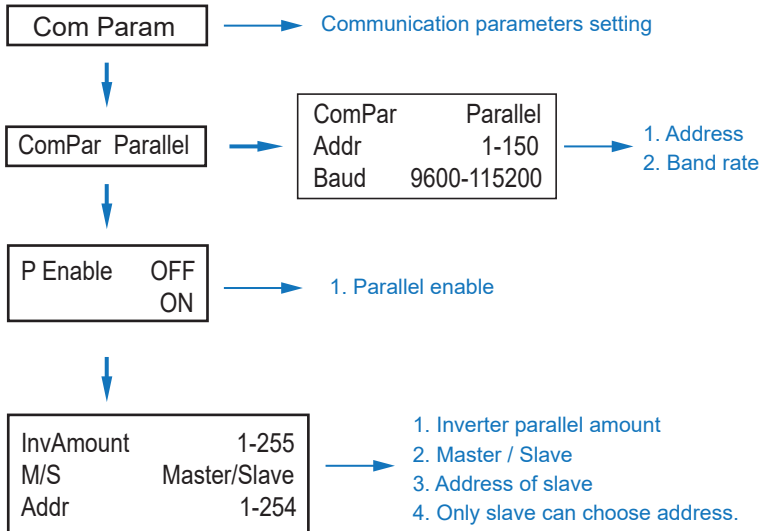 Com Param
Communication parameters setting
ComPar Parallel
ComPar Parallel
Addr 1-150
Baud 9600-115200
1. Address
2. Band rate
P Enable OFF
ON
1. Parallel enable
InvAmount 1-255
M/S Master/Slave
Addr 1-254
1. Inverter parallel amount
2. Master / Slave
3. Address of slave
4. Only slave can choose address.